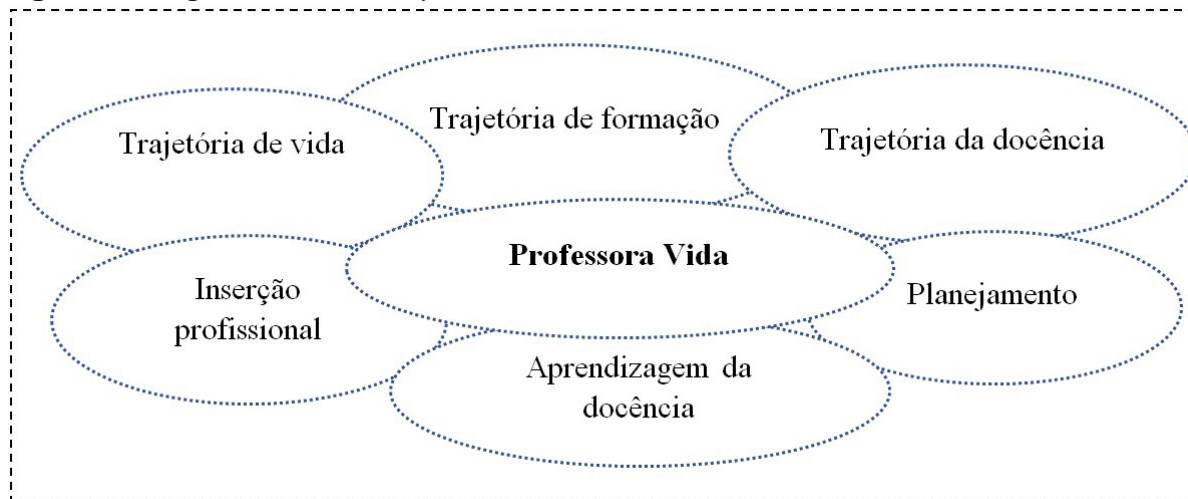 Trajetória de vida
Trajetória de formação
Trajetória da docência
Professora Vida
Inserção
profissional
Planejamento
Aprendizagem da
docência